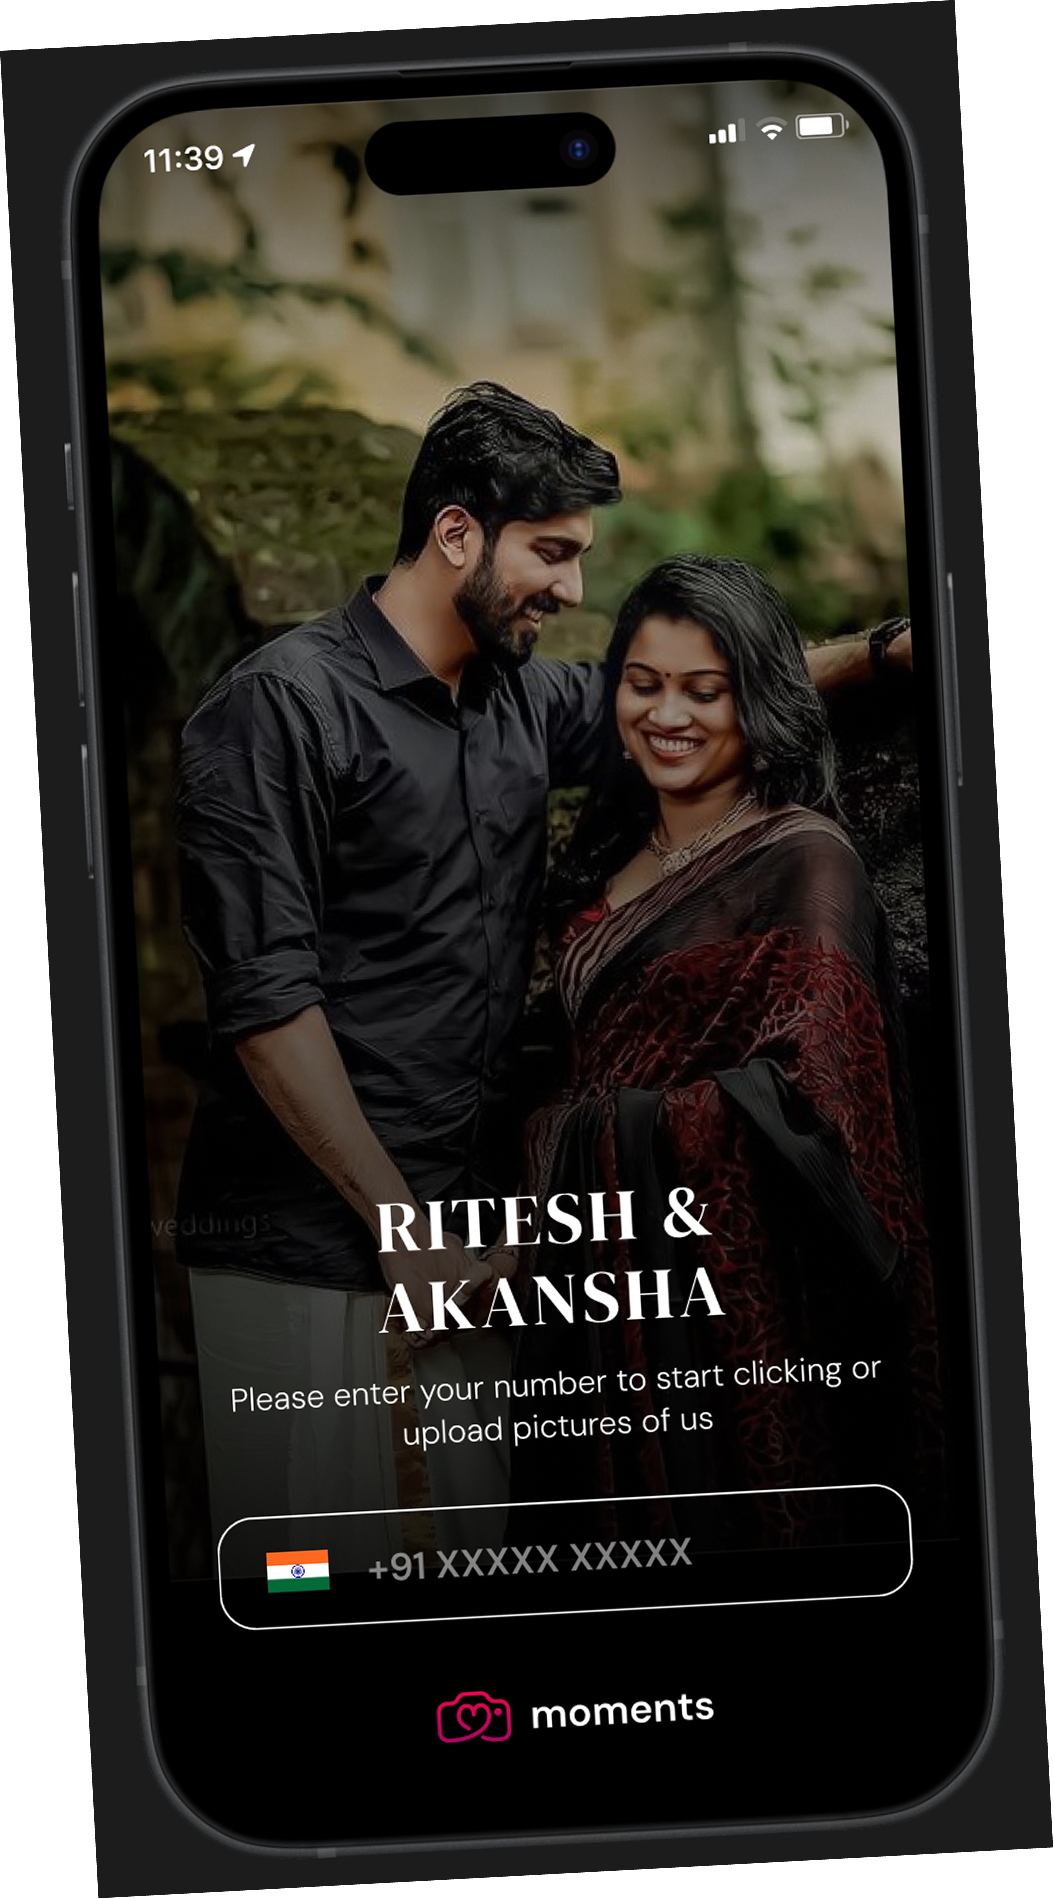 11:39
weddings
RITESH &
AKANSHA
Please enter your number to start clicking or
upload pictures of us
+91 XXXXX XXXXX
moments